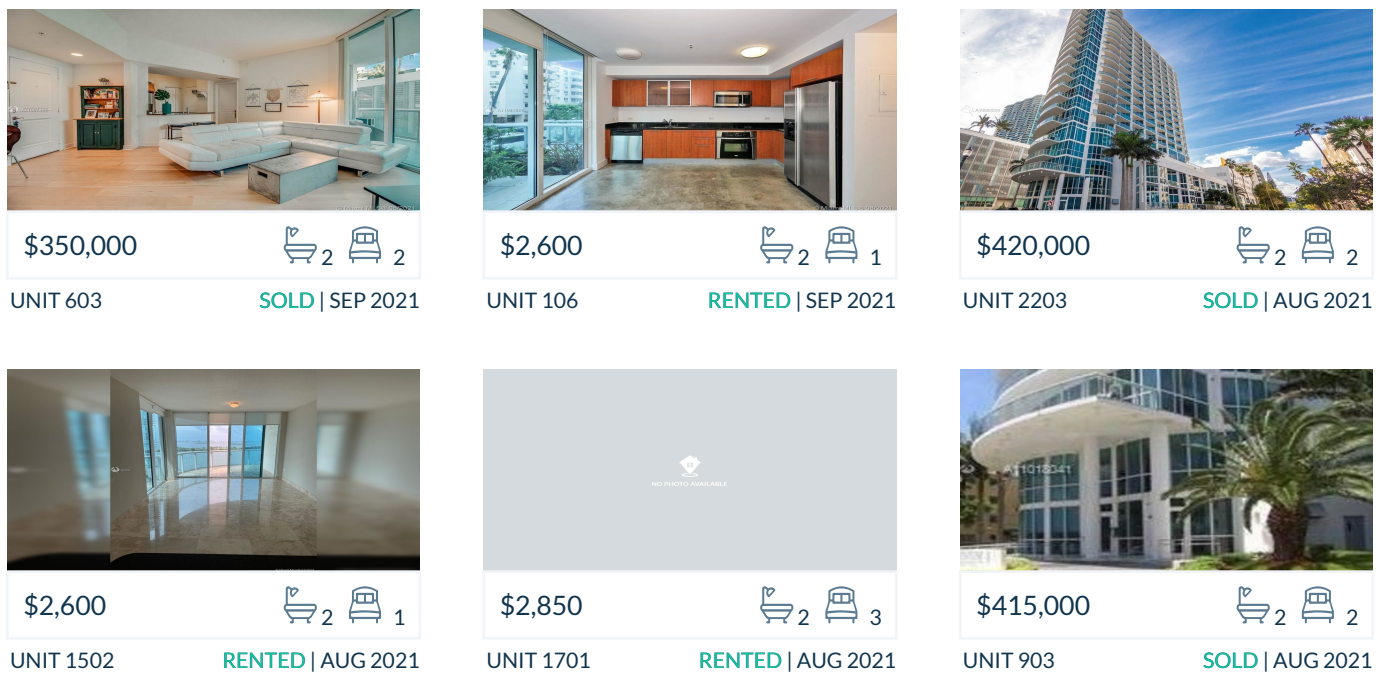 $350,000 2 2
UNIT 603 SOLD | SEP 2021
$2,600 2 1
UNIT 106 RENTED | SEP 2021
$420,000 2 2
UNIT 2203 SOLD | AUG 2021
$2,600 2 1
UNIT 1502 RENTED | AUG 2021
NO PHOTO AVAILABLE
$2,850 2 3
UNIT 1701 RENTED | AUG 2021
A11018041
$415,000 2 2
UNIT 903 SOLD | AUG 2021